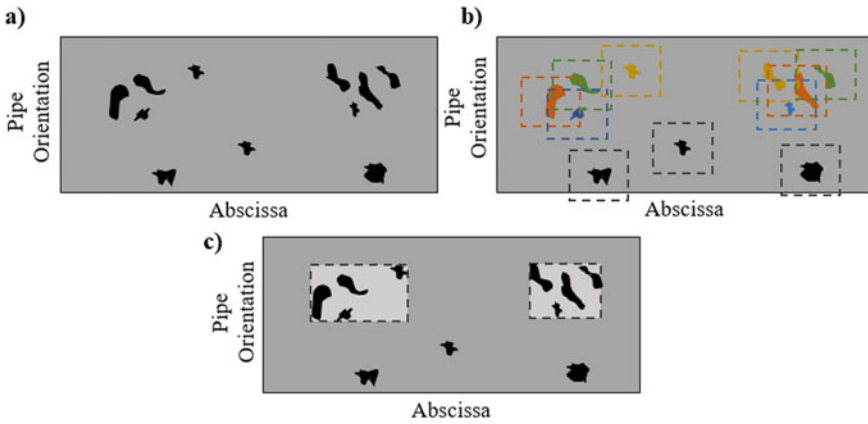 a)
Pipe
Orientation
Abscissa
b)
Pipe
Orientation
Abscissa
c)
Pipe
Orientation
Abscissa